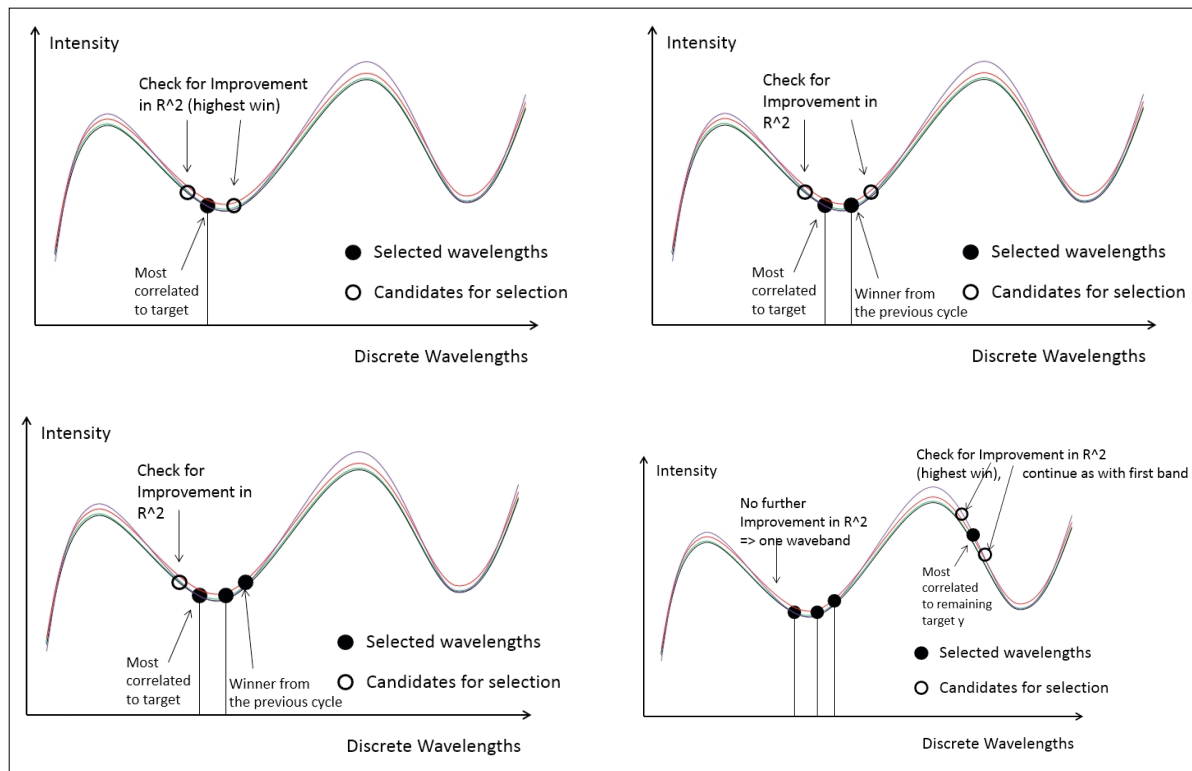 Intensity
Check for Improvement
in R^2 (highest win)
Most
correlated
to target
Selected wavelengths
Candidates for selection
Discrete Wavelengths
Intensity
Check for
Improvement in
R^2
Most
correlated
to target
Winner from
the previous cycle
Selected wavelengths
Candidates for selection
Discrete Wavelengths
Intensity
Check for
Improvement in
R^2
Most
correlated
to target
Winner from
the previous cycle
Selected wavelengths
Candidates for selection
Discrete Wavelengths
Intensity
Check for Improvement in R^2
(highest win), continue as with first band
No further
Improvement in R^2
=> one waveband
Most
correlated
to remaining
target y
Selected wavelengths
Candidates for selection
Discrete Wavelengths